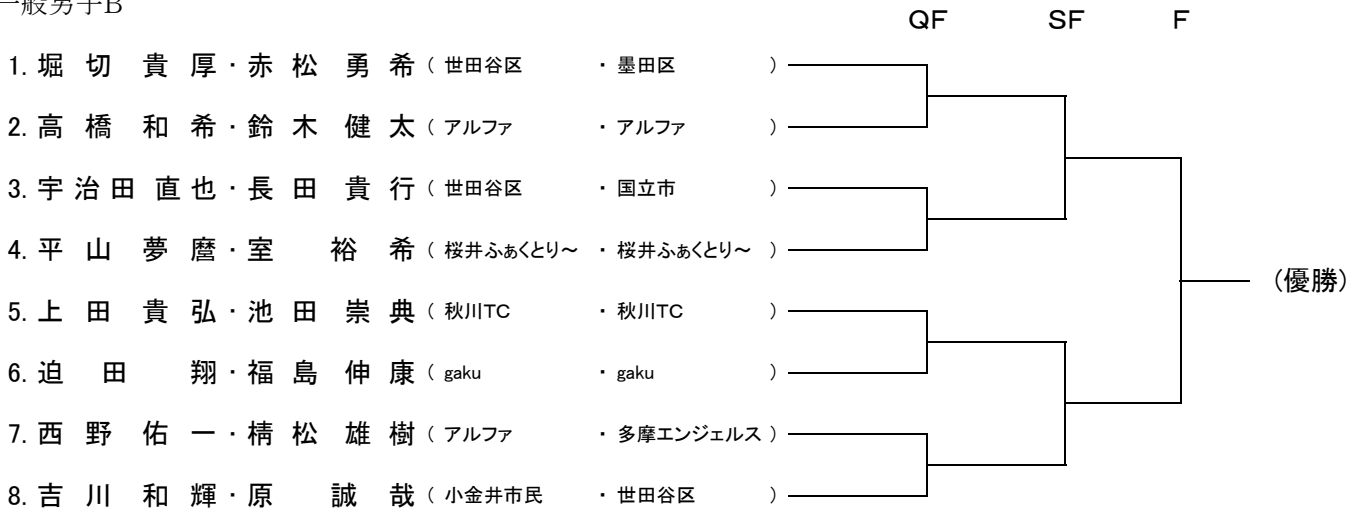 一般男子B
QF SF F
1. 堀 切 貴 厚 ・ 赤 松 勇 希 ( 世田谷区 ・ 墨田区 )
2. 高 橋 和 希 ・ 鈴 木 健 太 ( アルファ ・ アルファ )
3. 宇 治 田 直 也 ・ 長 田 貴 行 ( 世田谷区 ・ 国立市 )
4. 平 山 夢 麿 ・ 室 裕 希 ( 桜井ふぁくとり～ ・ 桜井ふぁくとり～ )
(優勝)
5. 上 田 貴 弘 ・ 池 田 崇 典 ( 秋川TC ・ 秋川TC )
6. 迫 田 翔 ・ 福 島 伸 康 ( gaku ・ gaku )
7. 西 野 佑 一 ・ 棈 松 雄 樹 ( アルファ ・ 多摩エンジェルス )
8. 吉 川 和 輝 ・ 原 誠 哉 ( 小金井市民 ・ 世田谷区 )